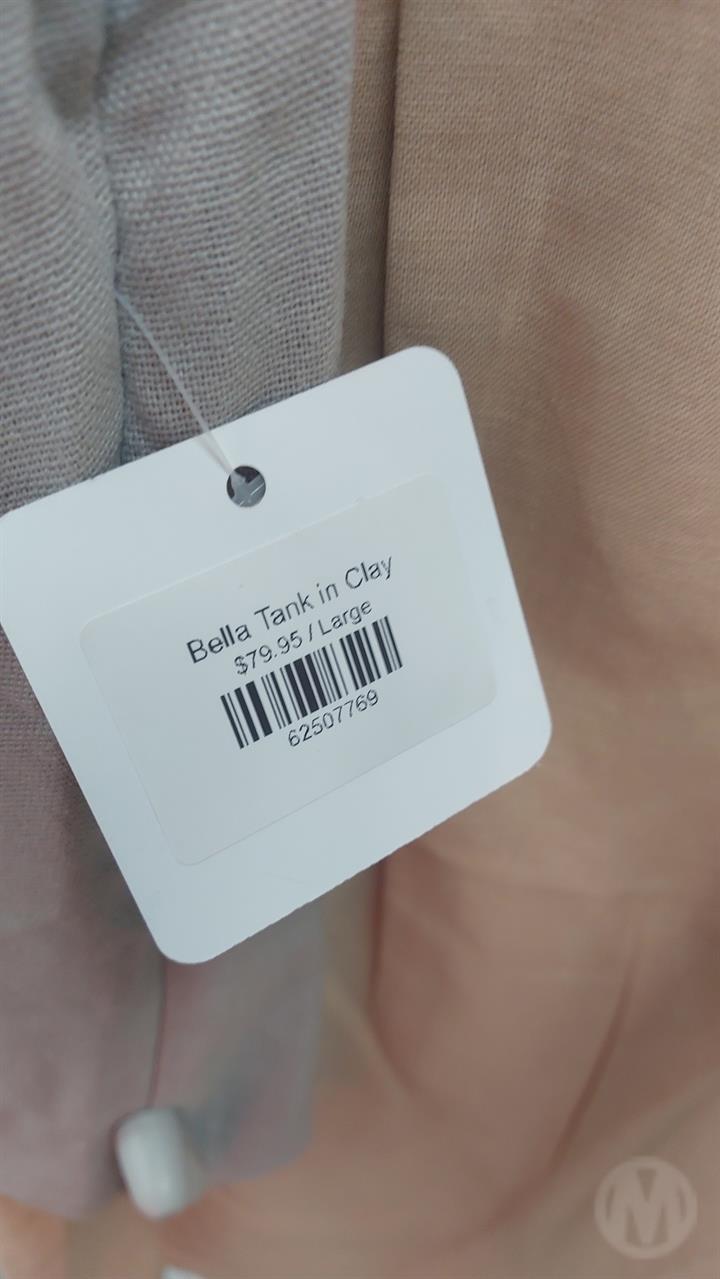 Bella Tank in Clay
$79.95 / Large
62507769
M